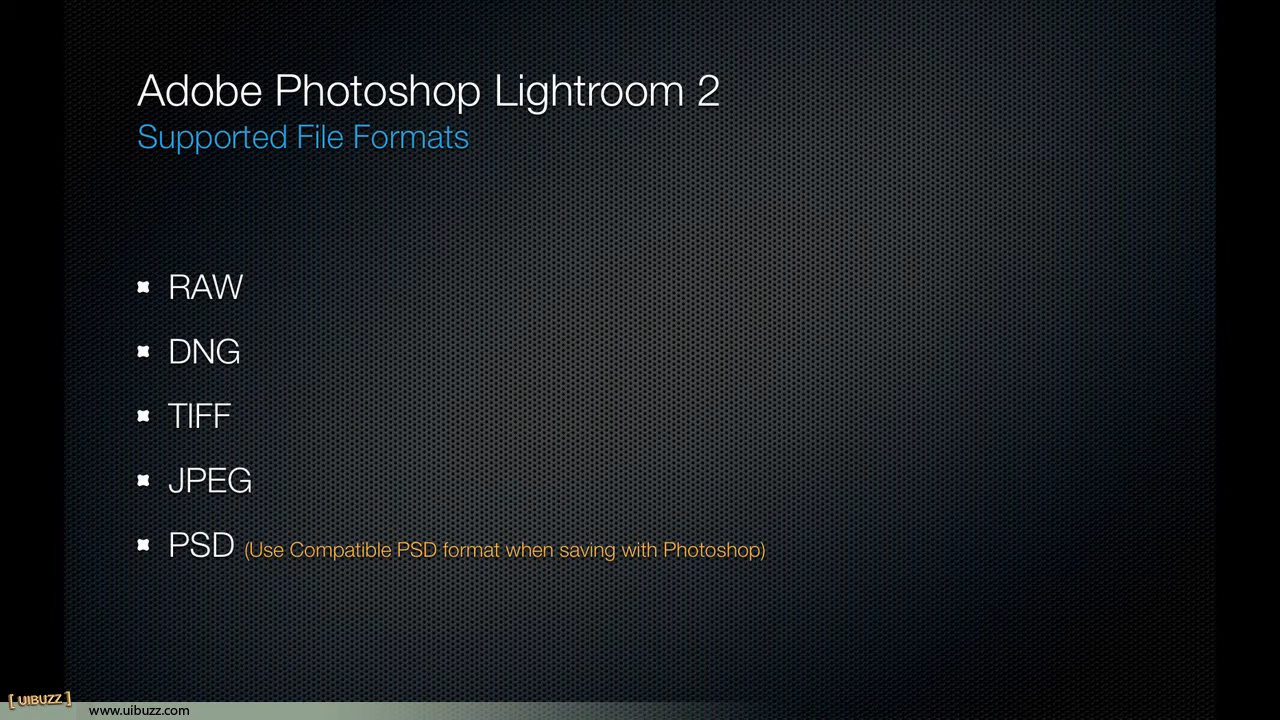 Adobe Photoshop Lightroom 2
Supported File Formats
RAW
DNG
TIFF
JPEG
PSD (Use Compatible PSD format when saving with Photoshop)
[UIBUZZ]
www.uibuzz.com